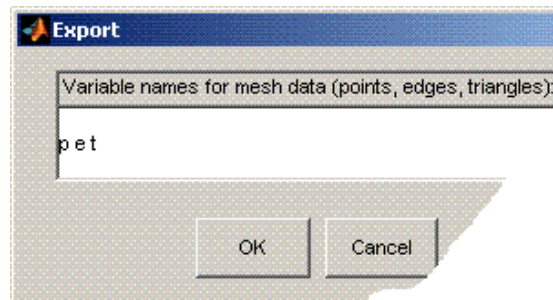 Export
Variable names for mesh data (points, edges, triangles):
p e t
OK
Cancel